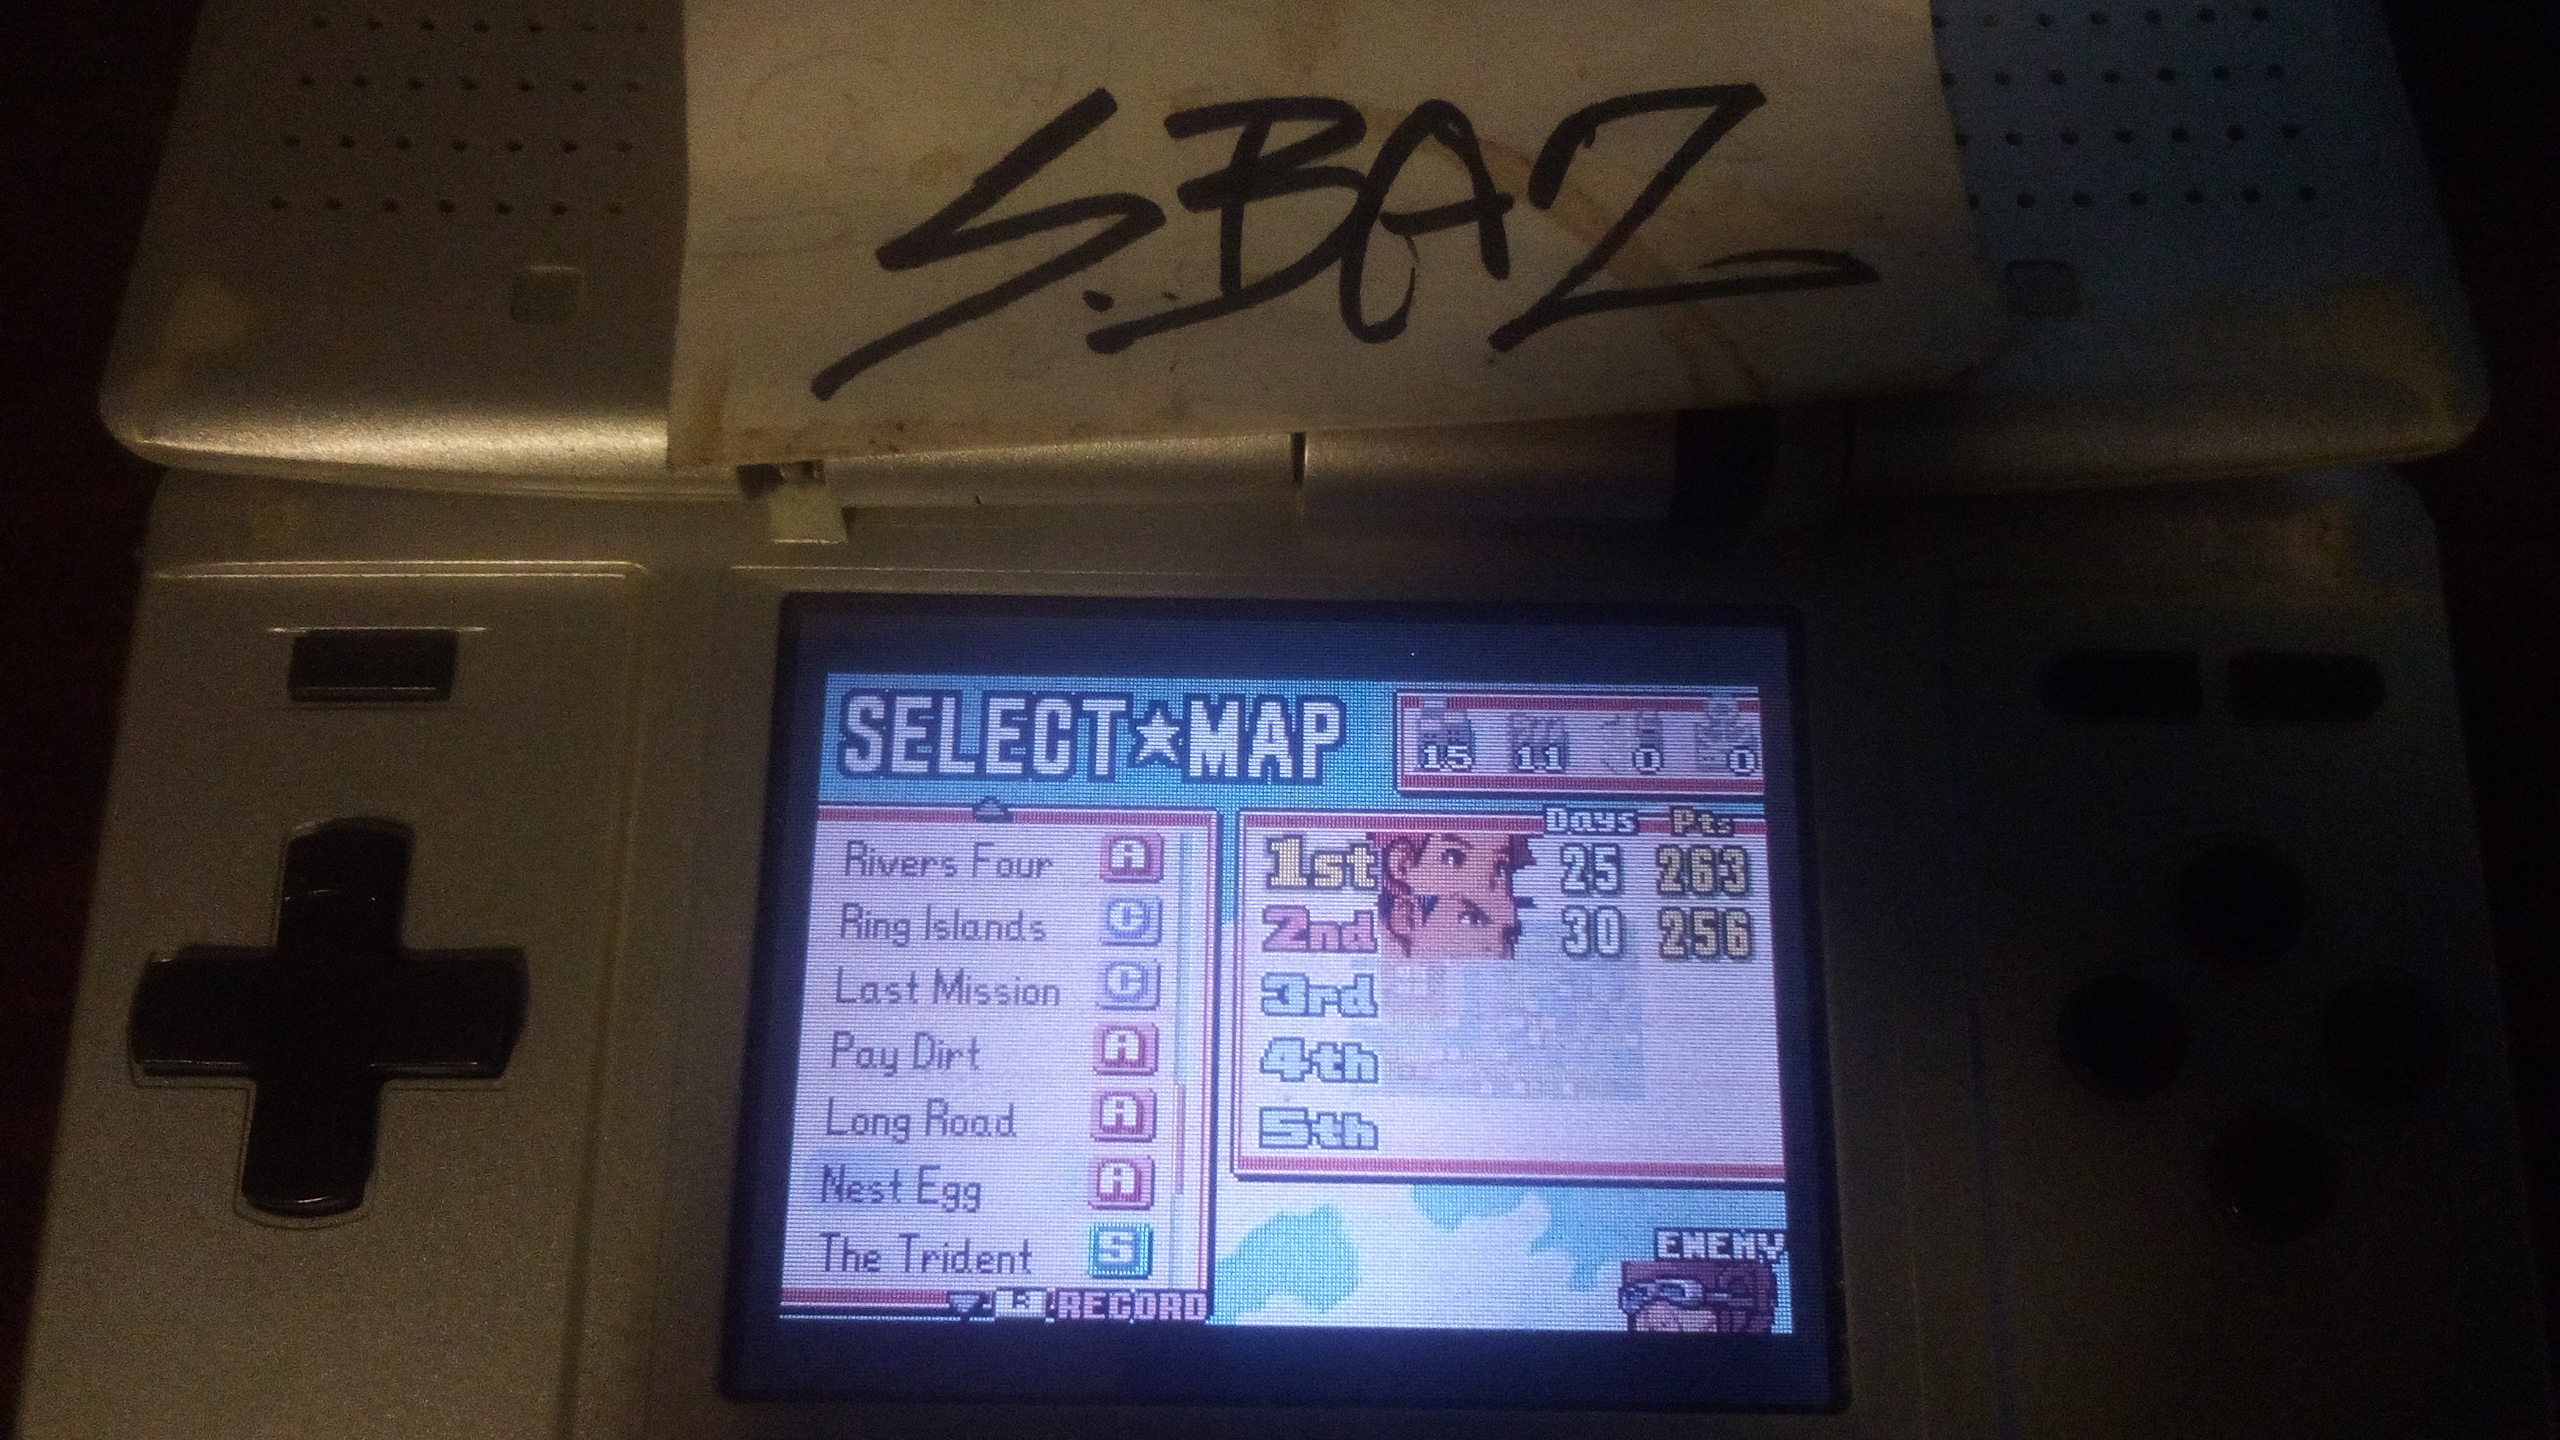 S.BAZ
SELECT★MAP
15 11 0 0
Days Pts
Rivers Four A
Ring Islands C
Last Mission C
Pay Dirt A
Long Road A
Nest Egg A
The Trident S
1st 25 263
2nd 30 256
3rd
4th
5th
R:RECORD
ENEMY